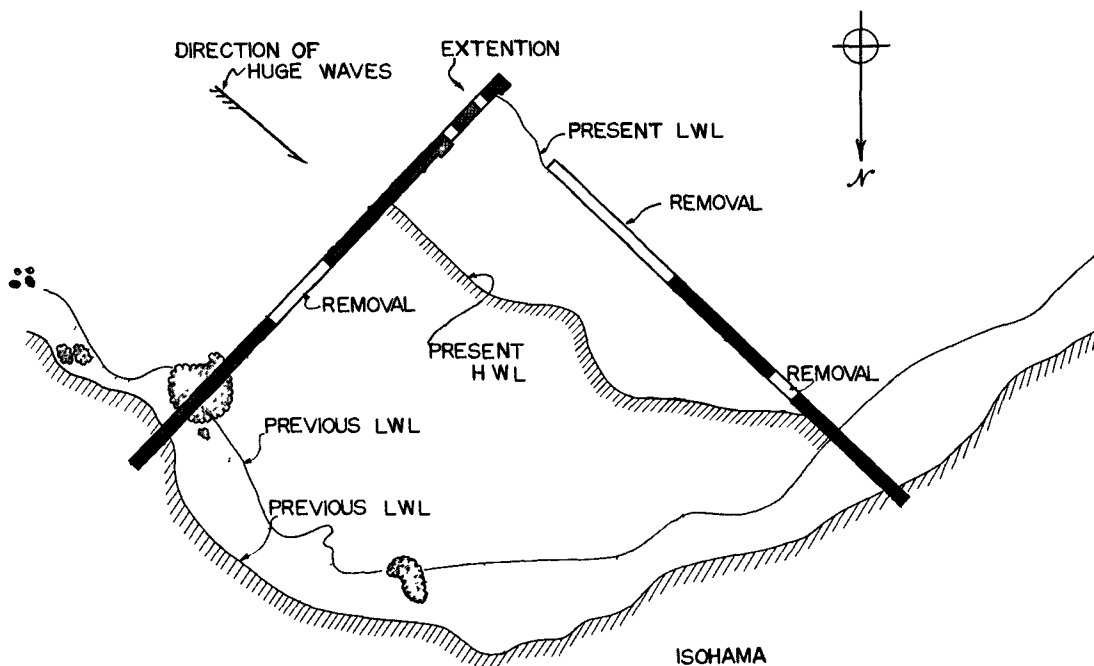 DIRECTION OF
HUGE WAVES
EXTENTION
PRESENT LWL
N
REMOVAL
REMOVAL
PRESENT
HWL
REMOVAL
PREVIOUS LWL
PREVIOUS LWL
ISOHAMA